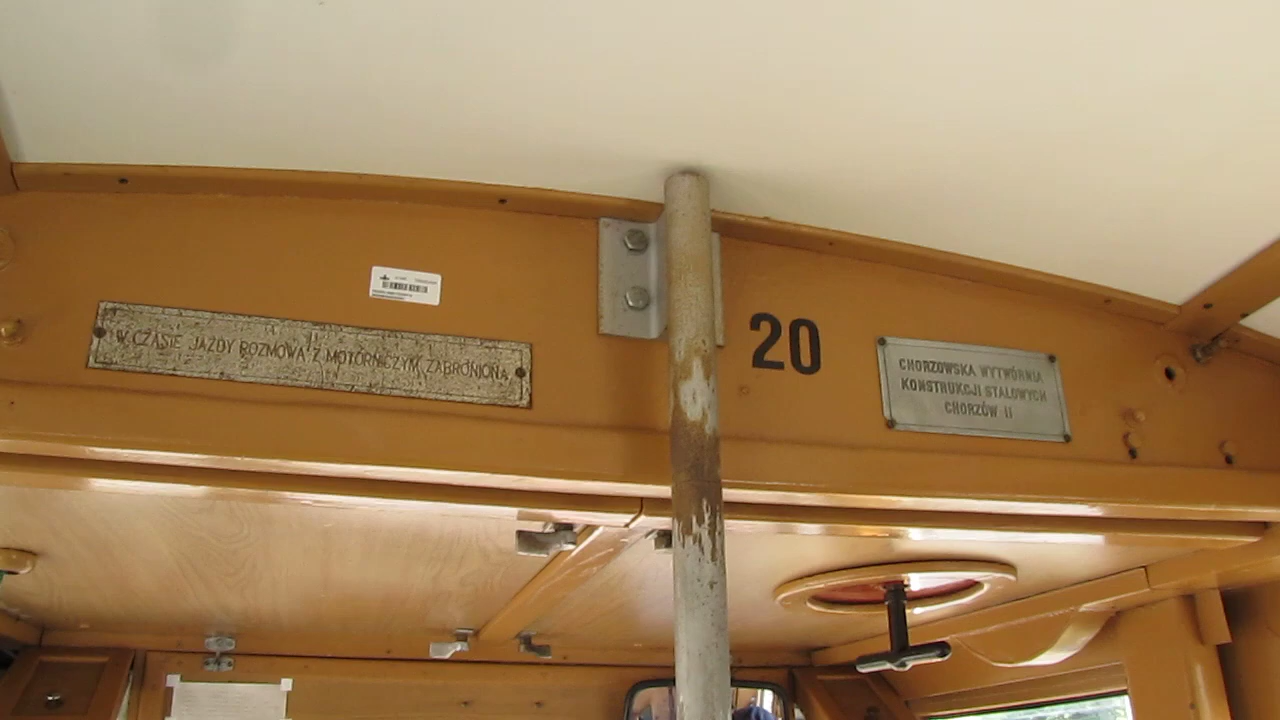 W CZASIE JAZDY ROZMOWA Z MOTORNICZYM ZABRONIONA
20
CHORZOWSKA WYTWÓRNIA
KONSTRUKCJI STALOWYCH
CHORZÓW II